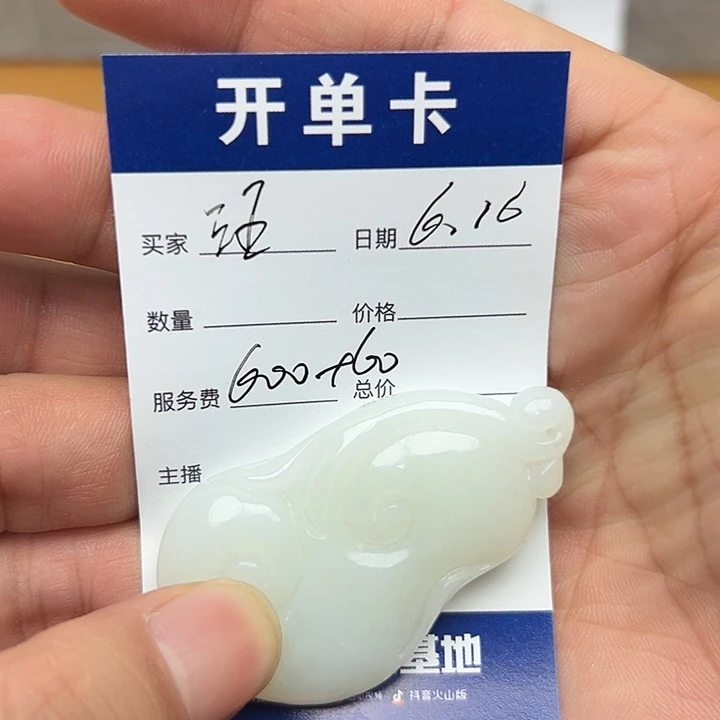 开单卡
买家 汪 日期 6.16
数量 价格
服务费 600+60 总价
主播
基地
抖音火山版